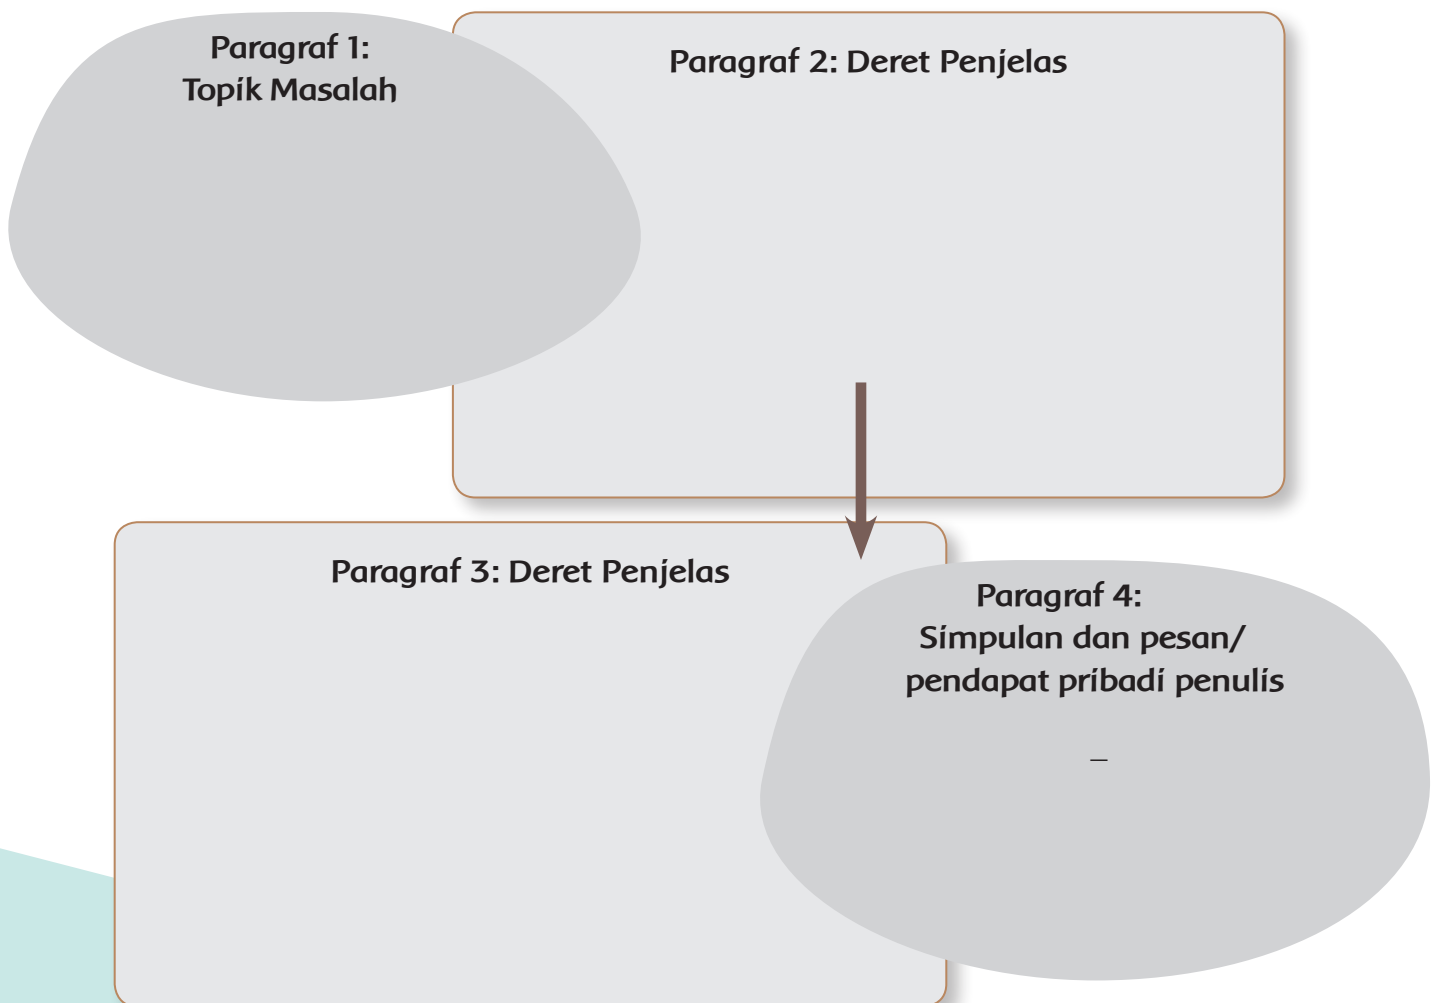 Paragraf 1:
Topik Masalah
Paragraf 2: Deret Penjelas
Paragraf 3: Deret Penjelas
Paragraf 4:
Simpulan dan pesan/
pendapat pribadi penulis
_